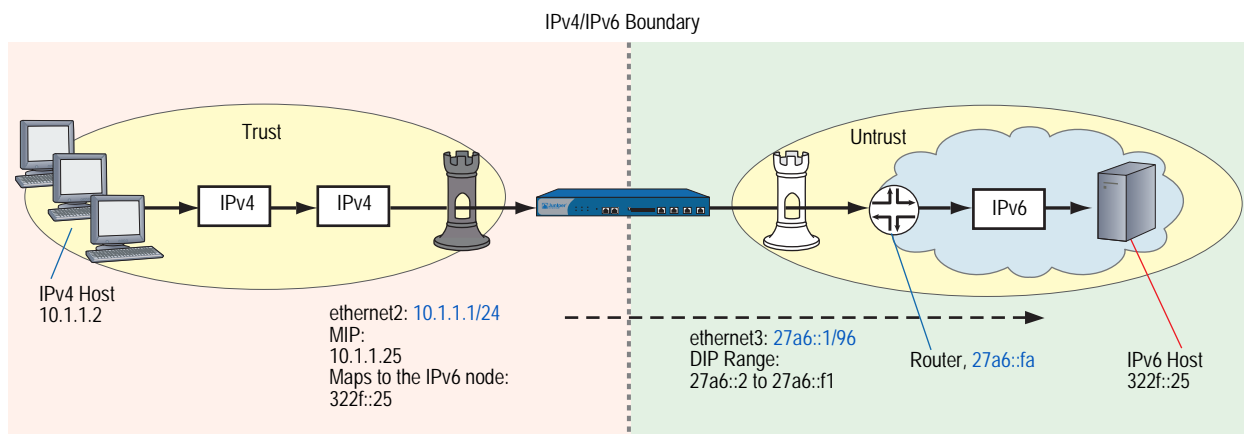 IPv4/IPv6 Boundary
Trust
Untrust
IPv4
IPv4
Juniper
IPv6
IPv4 Host
10.1.1.2
ethernet2: 10.1.1.1/24
MIP:
10.1.1.25
Maps to the IPv6 node:
322f::25
ethernet3: 27a6::1/96
DIP Range:
27a6::2 to 27a6::f1
Router, 27a6::fa
IPv6 Host
322f::25